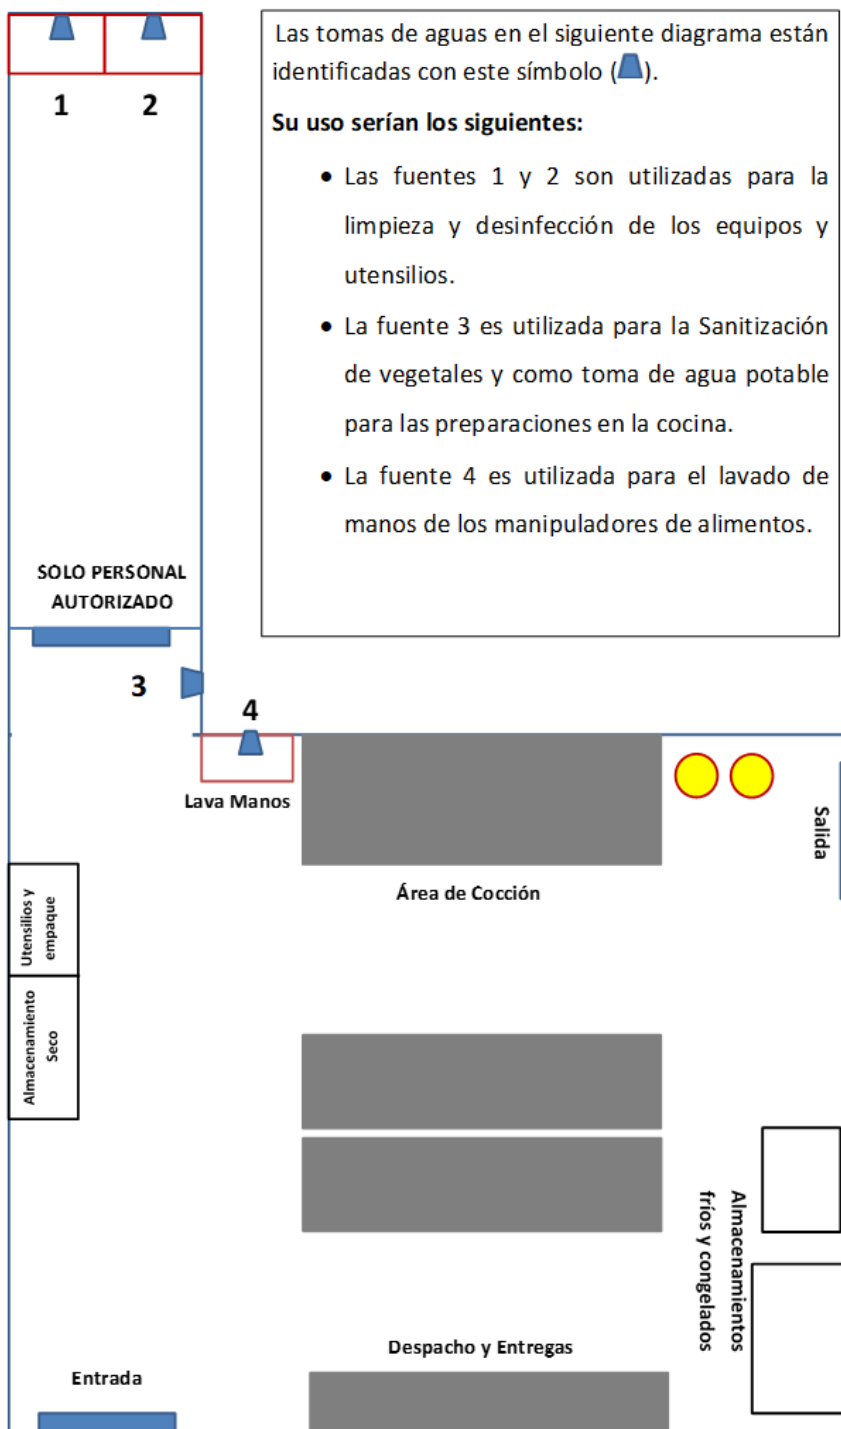 Las tomas de aguas en el siguiente diagrama están
identificadas con este símbolo ( ).
Su uso serían los siguientes:
• Las fuentes 1 y 2 son utilizadas para la
limpieza y desinfección de los equipos y
utensilios.
• La fuente 3 es utilizada para la Sanitización
de vegetales y como toma de agua potable
para las preparaciones en la cocina.
• La fuente 4 es utilizada para el lavado de
manos de los manipuladores de alimentos.
1
2
SOLO PERSONAL
AUTORIZADO
3
4
Lava Manos
Salida
Área de Cocción
Utensilios y
empaque
Almacenamiento
Seco
Almacenamientos
fríos y congelados
Despacho y Entregas
Entrada